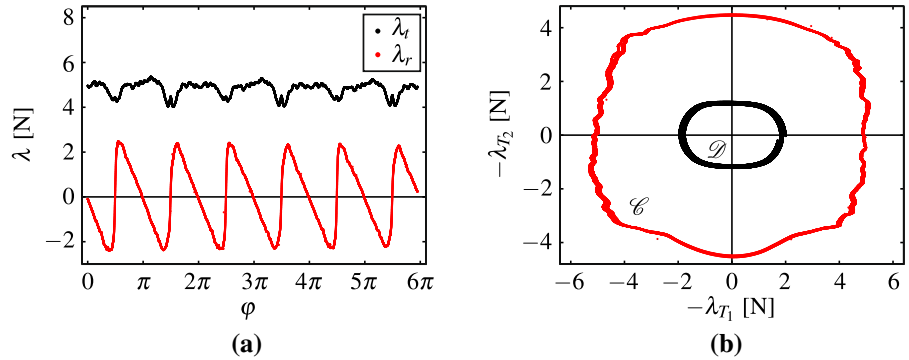 8
6
4
2
0
−2
λ [N]
λ_t
λ_r
0 π 2π 3π 4π 5π 6π
φ
(a)
4
2
0
−2
−4
−λ_{T_2} [N]
𝒟
𝒞
−6 −4 −2 0 2 4 6
−λ_{T_1} [N]
(b)